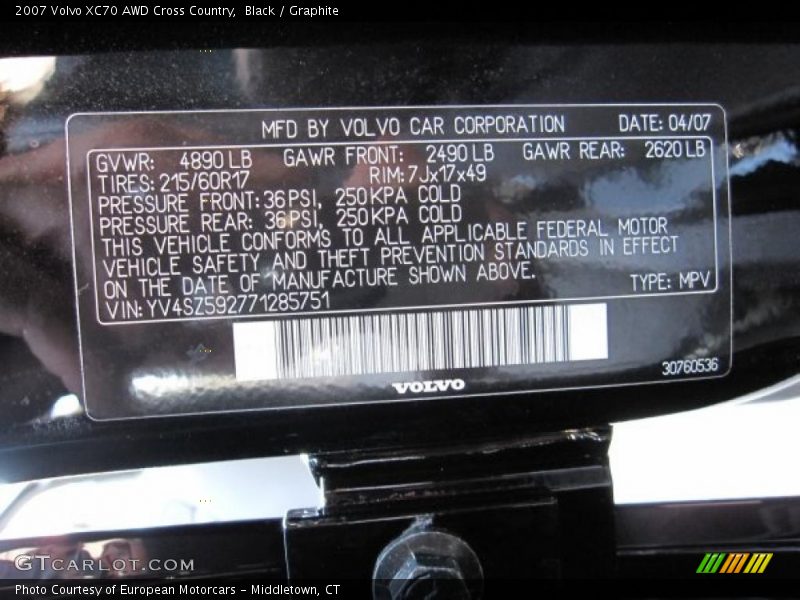 2007 Volvo XC70 AWD Cross Country, Black / Graphite
MFD BY VOLVO CAR CORPORATION DATE: 04/07
GVWR: 4890 LB GAWR FRONT: 2490 LB GAWR REAR: 2620 LB
TIRES: 215/60R17 RIM: 7Jx17x49
PRESSURE FRONT: 36 PSI, 250 KPA COLD
PRESSURE REAR: 36 PSI, 250 KPA COLD
THIS VEHICLE CONFORMS TO ALL APPLICABLE FEDERAL MOTOR
VEHICLE SAFETY AND THEFT PREVENTION STANDARDS IN EFFECT
ON THE DATE OF MANUFACTURE SHOWN ABOVE.
VIN: YV4SZ592771285751 TYPE: MPV
30760536
VOLVO
GTCARLOT.COM
Photo Courtesy of European Motorcars - Middletown, CT